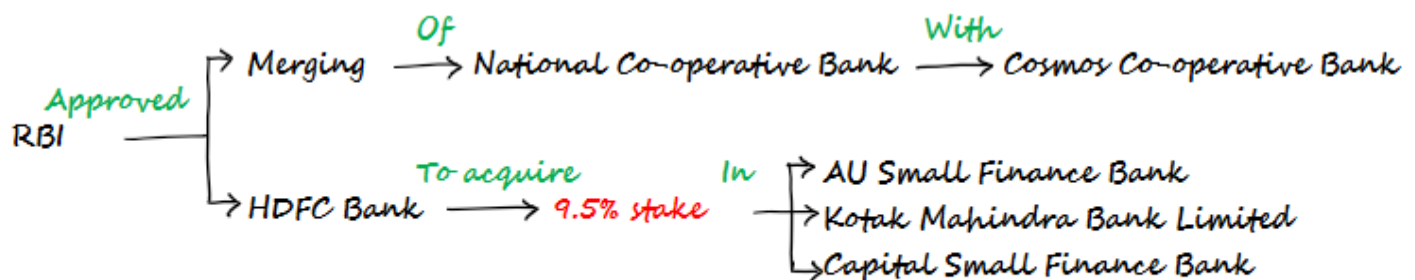 Of
With
Merging National Co-operative Bank Cosmos Co-operative Bank
Approved
RBI
To acquire In AU Small Finance Bank
HDFC Bank 9.5% stake Kotak Mahindra Bank Limited
Capital Small Finance Bank